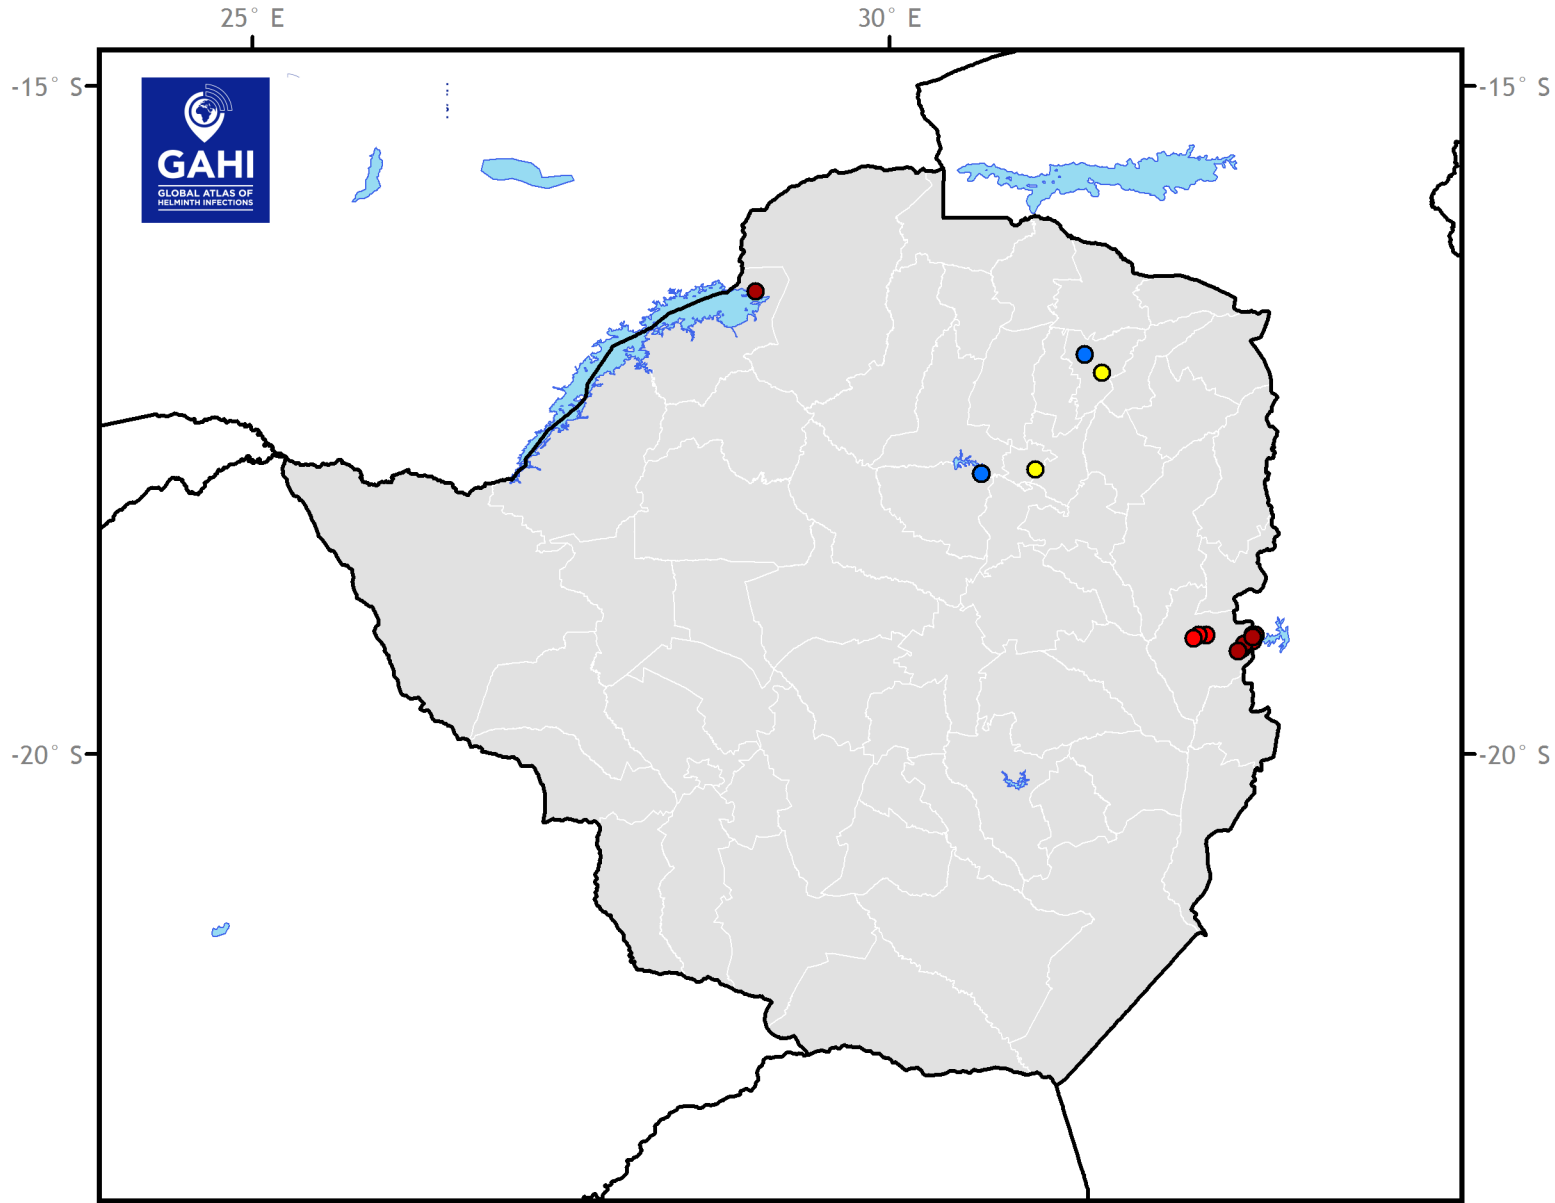 25° E
30° E
-15° S
-15° S
GAHI
GLOBAL ATLAS OF
HELMINTH INFECTIONS
-20° S
-20° S